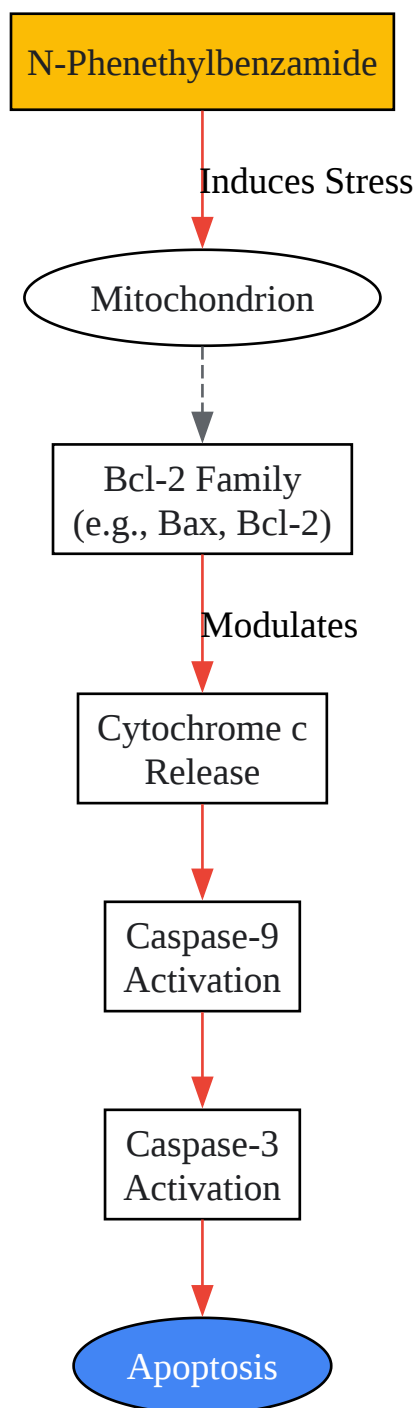 N-Phenethylbenzamide
Induces Stress
Mitochondrion
Bcl-2 Family
(e.g., Bax, Bcl-2)
Modulates
Cytochrome c
Release
Caspase-9
Activation
Caspase-3
Activation
Apoptosis